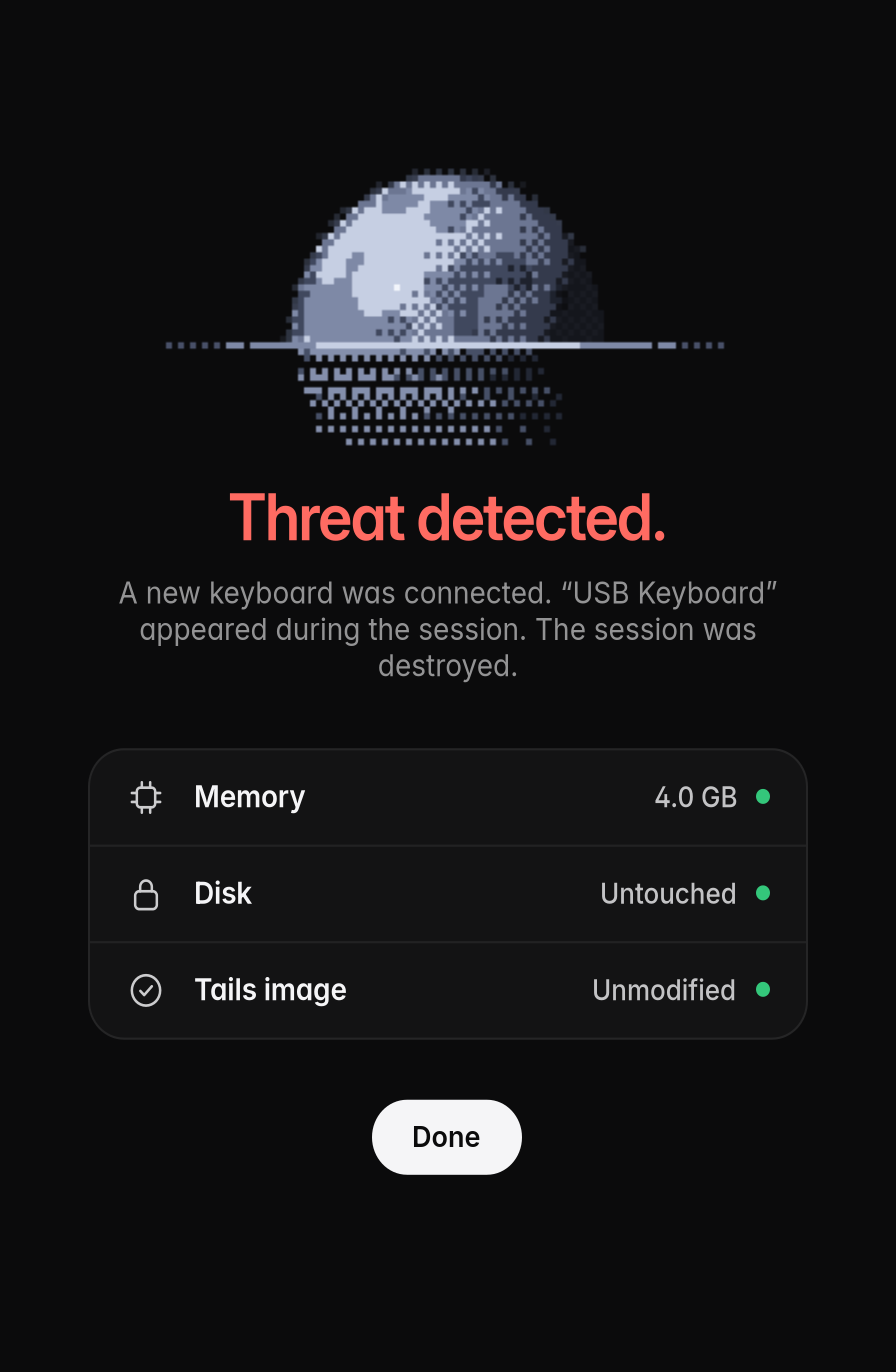 Threat detected.
A new keyboard was connected. “USB Keyboard”
appeared during the session. The session was
destroyed.
Memory 4.0 GB
Disk Untouched
Tails image Unmodified
Done